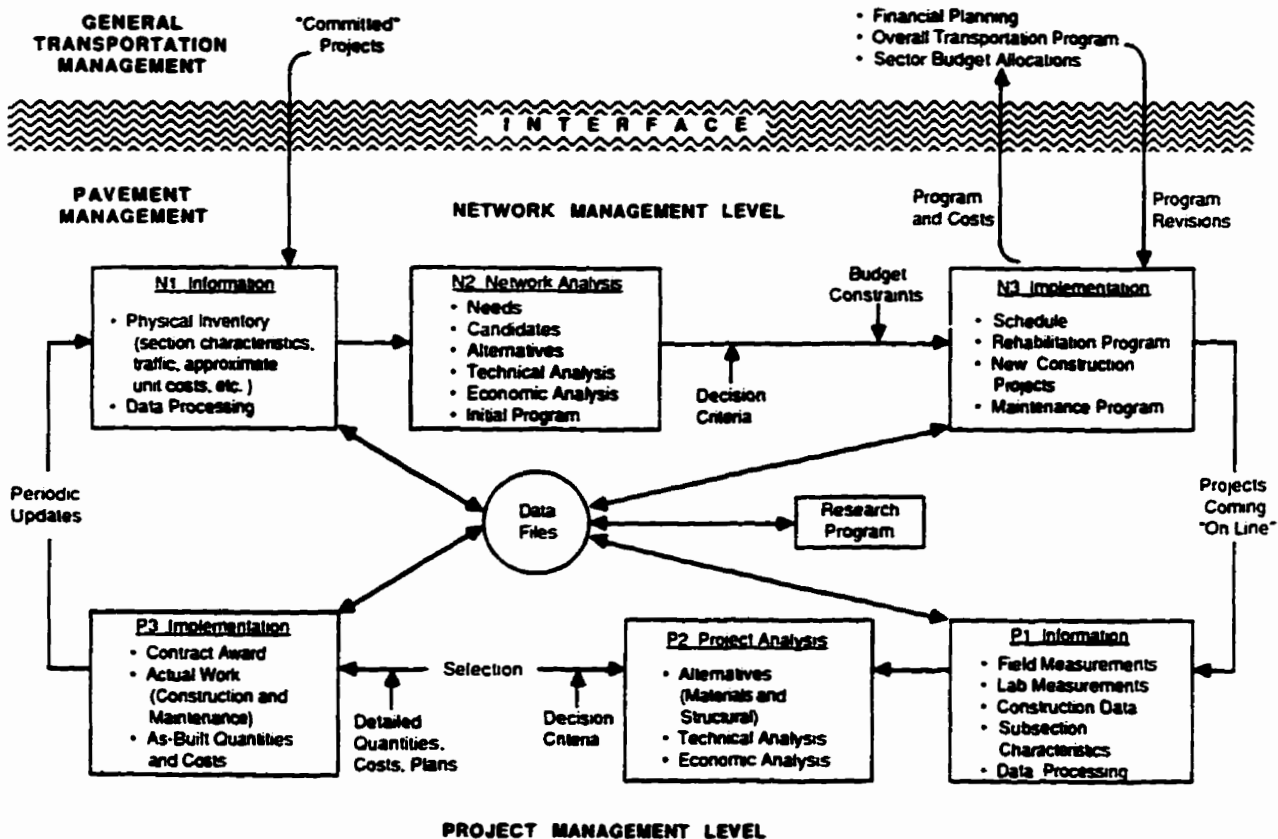 GENERAL
TRANSPORTATION
MANAGEMENT
"Committed"
Projects
• Financial Planning
• Overall Transportation Program
• Sector Budget Allocations
INTERFACE
PAVEMENT
MANAGEMENT
NETWORK MANAGEMENT LEVEL
Program
and Costs
Program
Revisions
N1 Information
• Physical Inventory
(section characteristics,
traffic, approximate
unit costs, etc.)
• Data Processing
N2 Network Analysis
• Needs
• Candidates
• Alternatives
• Technical Analysis
• Economic Analysis
• Initial Program
Budget
Constraints
Decision
Criteria
N3 Implementation
• Schedule
• Rehabilitation Program
• New Construction
Projects
• Maintenance Program
Periodic
Updates
Data
Files
Research
Program
Projects
Coming
"On Line"
P3 Implementation
• Contract Award
• Actual Work
(Construction and
Maintenance)
• As-Built Quantities
and Costs
Selection
Detailed
Quantities,
Costs, Plans
Decision
Criteria
P2 Project Analysis
• Alternatives
(Materials and
Structural)
• Technical Analysis
• Economic Analysis
P1 Information
• Field Measurements
• Lab Measurements
• Construction Data
• Subsection
Characteristics
• Data Processing
PROJECT MANAGEMENT LEVEL